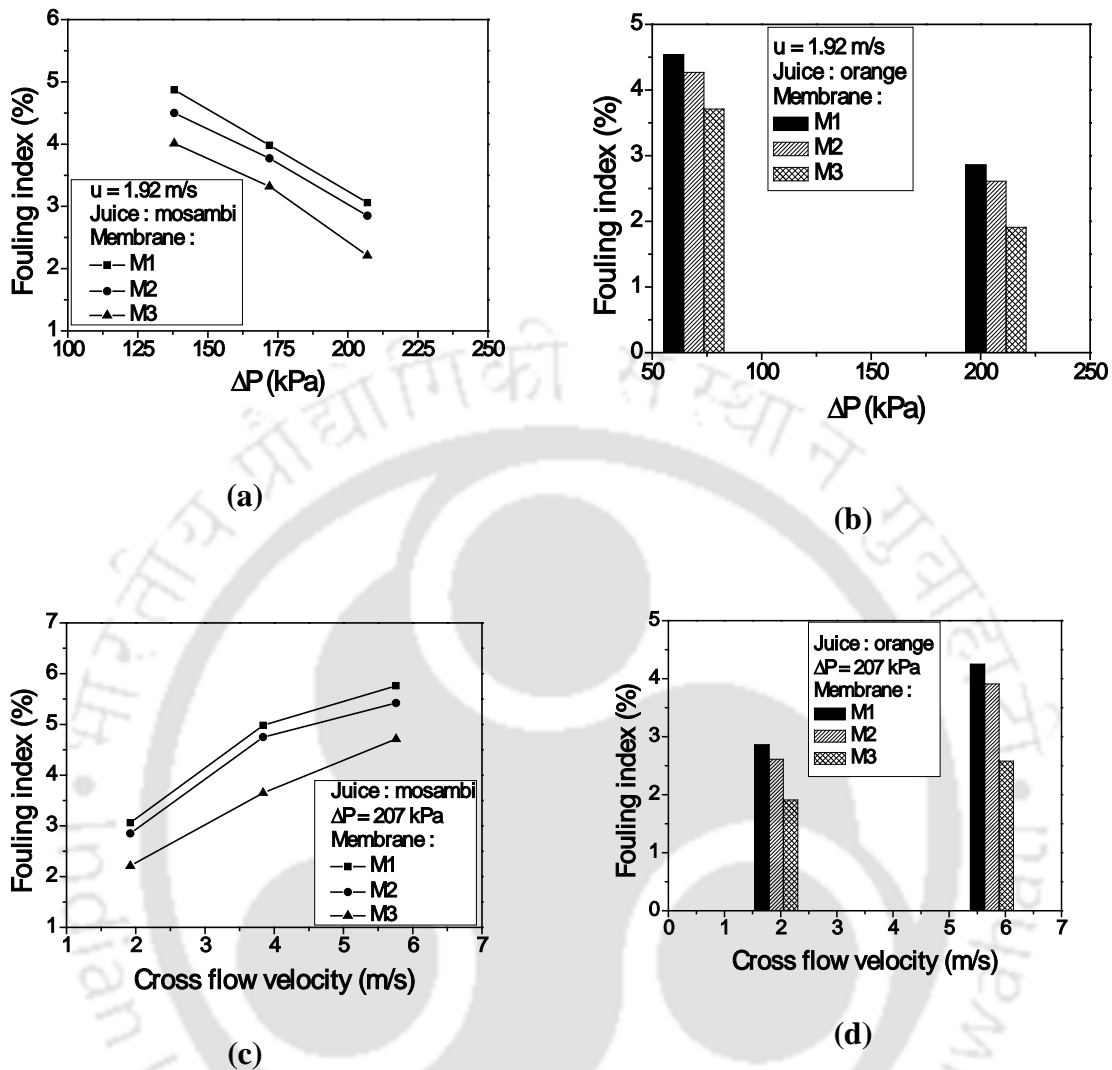 6
5
4
3
2
1
100 125 150 175 200 225 250
Fouling index (%)
ΔP (kPa)
u = 1.92 m/s
Juice : mosambi
Membrane :
M1
M2
M3
(a)
5
4
3
2
1
0
50 100 150 200 250
Fouling index (%)
ΔP (kPa)
u = 1.92 m/s
Juice : orange
Membrane :
M1
M2
M3
(b)
भारतीय प्रौद्योगिकी
7
6
5
4
3
2
1
1 2 3 4 5 6 7
Fouling index (%)
Cross flow velocity (m/s)
Juice : mosambi
ΔP = 207 kPa
Membrane :
M1
M2
M3
(c)
5
4
3
2
1
0
0 1 2 3 4 5 6 7
Fouling index (%)
Cross flow velocity (m/s)
Juice : orange
ΔP = 207 kPa
Membrane :
M1
M2
M3
(d)
Indian